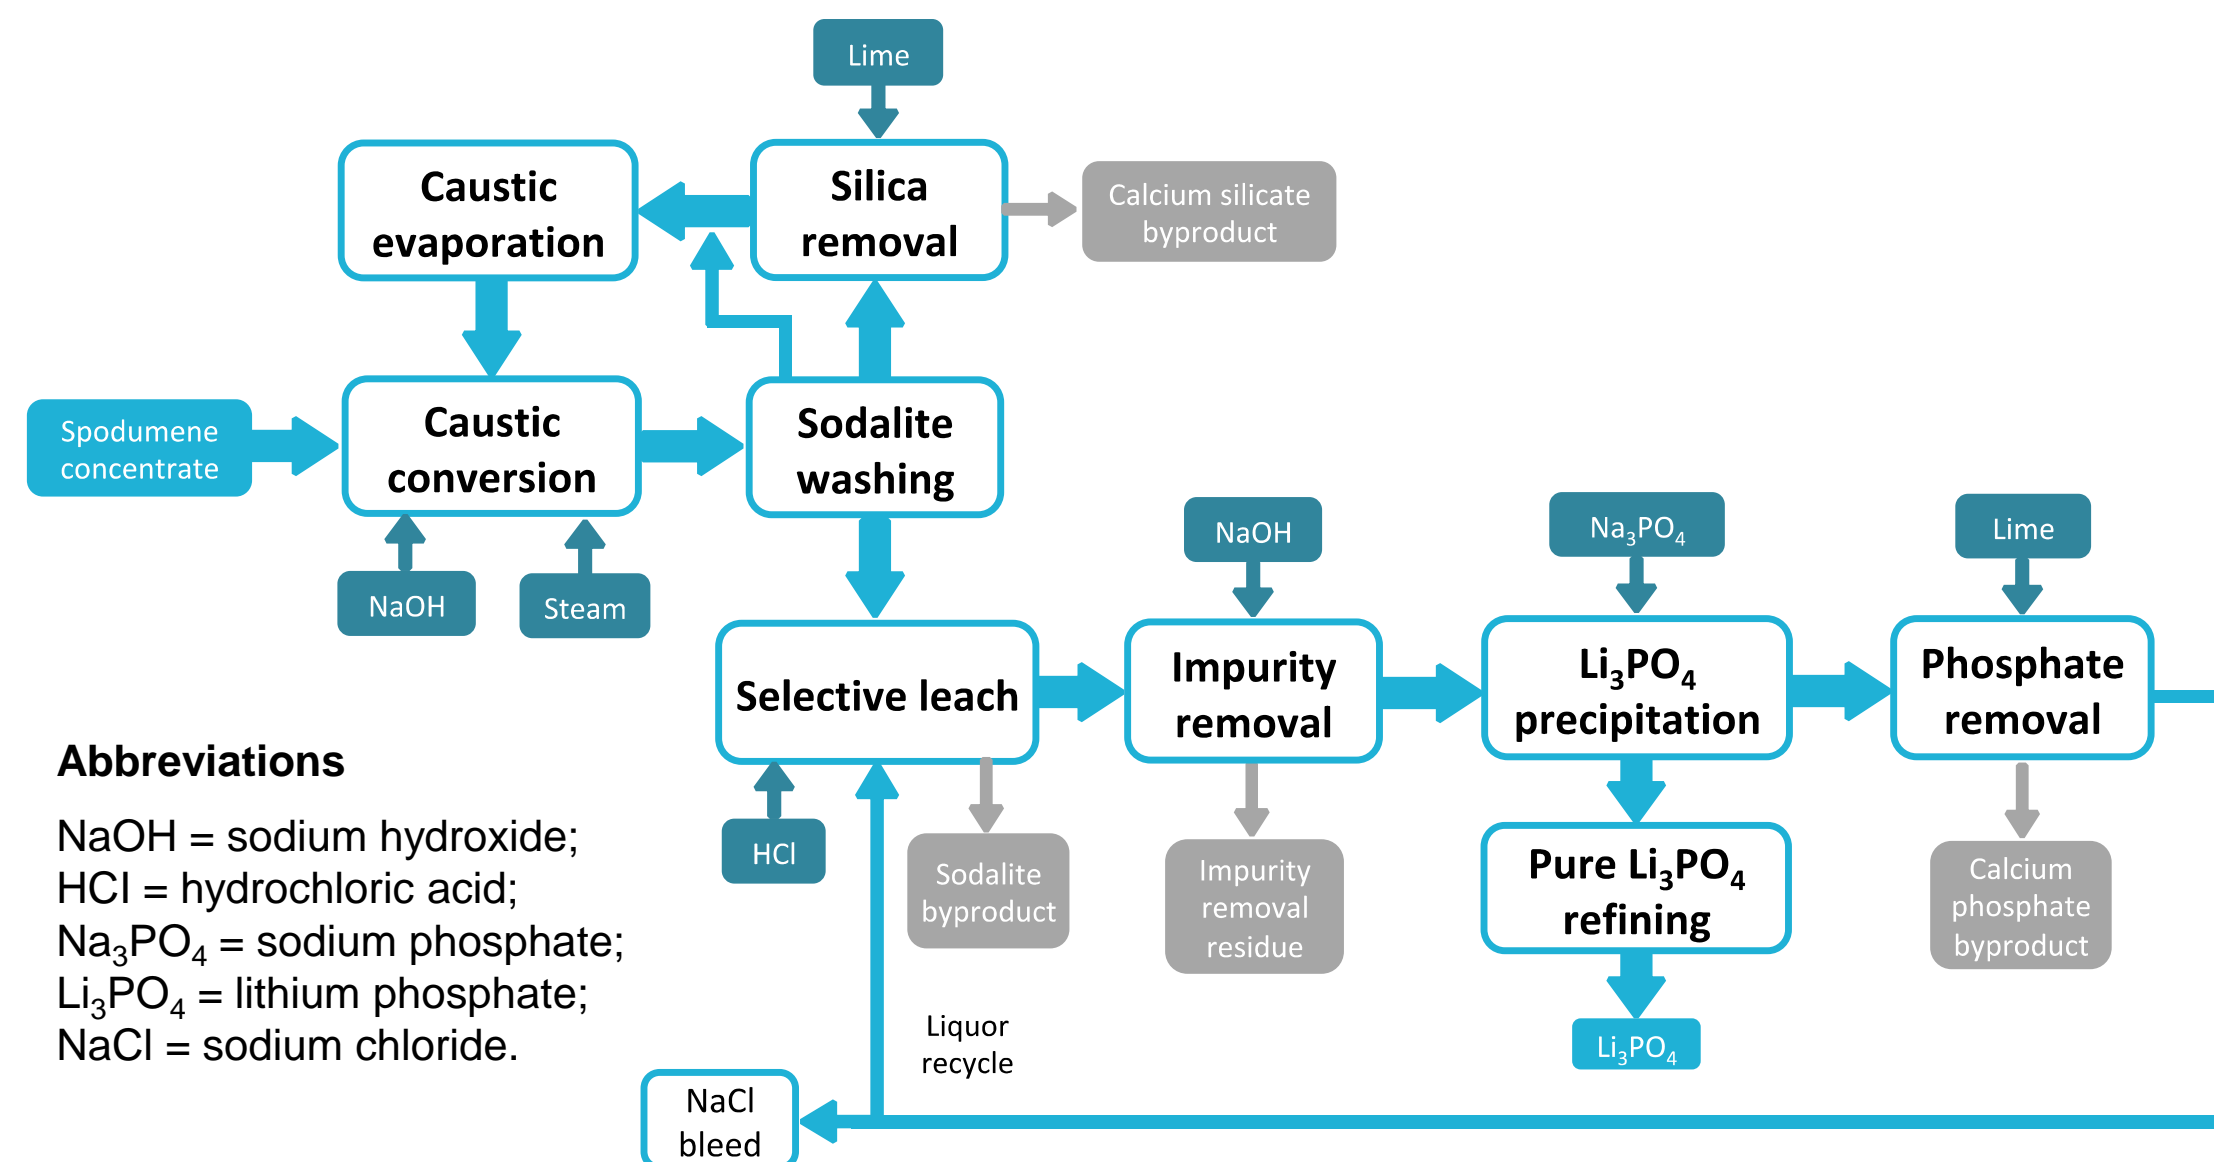 Lime
Caustic
evaporation
Silica
removal
Calcium silicate
byproduct
Spodumene
concentrate
Caustic
conversion
Sodalite
washing
NaOH
Steam
NaOH
Na₃PO₄
Lime
Selective leach
Impurity
removal
Li₃PO₄
precipitation
Phosphate
removal
HCl
Sodalite
byproduct
Impurity
removal
residue
Pure Li₃PO₄
refining
Calcium
phosphate
byproduct
Li₃PO₄
Liquor
recycle
NaCl
bleed
Abbreviations
NaOH = sodium hydroxide;
HCl = hydrochloric acid;
Na₃PO₄ = sodium phosphate;
Li₃PO₄ = lithium phosphate;
NaCl = sodium chloride.